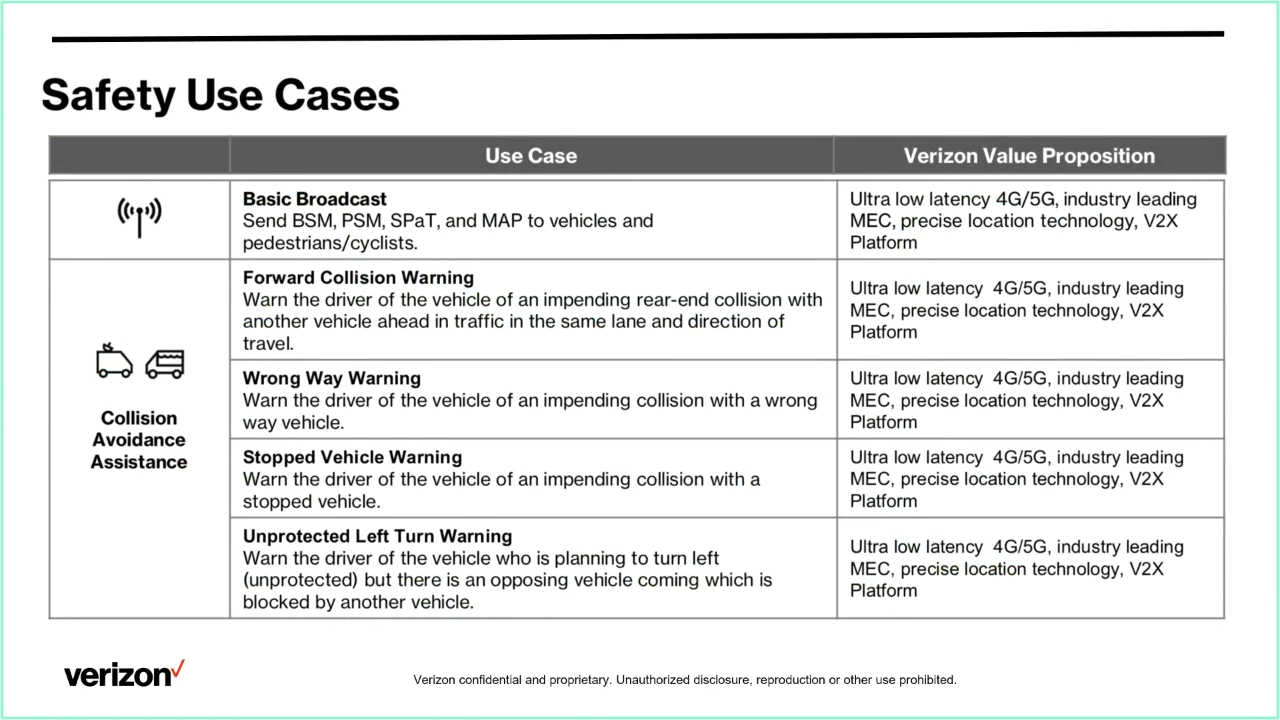 Safety Use Cases
Use Case
Verizon Value Proposition
Basic Broadcast
Send BSM, PSM, SPaT, and MAP to vehicles and
pedestrians/cyclists.
Ultra low latency 4G/5G, industry leading
MEC, precise location technology, V2X
Platform
Collision
Avoidance
Assistance
Forward Collision Warning
Warn the driver of the vehicle of an impending rear-end collision with
another vehicle ahead in traffic in the same lane and direction of
travel.
Ultra low latency  4G/5G, industry leading
MEC, precise location technology, V2X
Platform
Wrong Way Warning
Warn the driver of the vehicle of an impending collision with a wrong
way vehicle.
Ultra low latency  4G/5G, industry leading
MEC, precise location technology, V2X
Platform
Stopped Vehicle Warning
Warn the driver of the vehicle of an impending collision with a
stopped vehicle.
Ultra low latency  4G/5G, industry leading
MEC, precise location technology, V2X
Platform
Unprotected Left Turn Warning
Warn the driver of the vehicle who is planning to turn left
(unprotected) but there is an opposing vehicle coming which is
blocked by another vehicle.
Ultra low latency  4G/5G, industry leading
MEC, precise location technology, V2X
Platform
verizon
Verizon confidential and proprietary. Unauthorized disclosure, reproduction or other use prohibited.